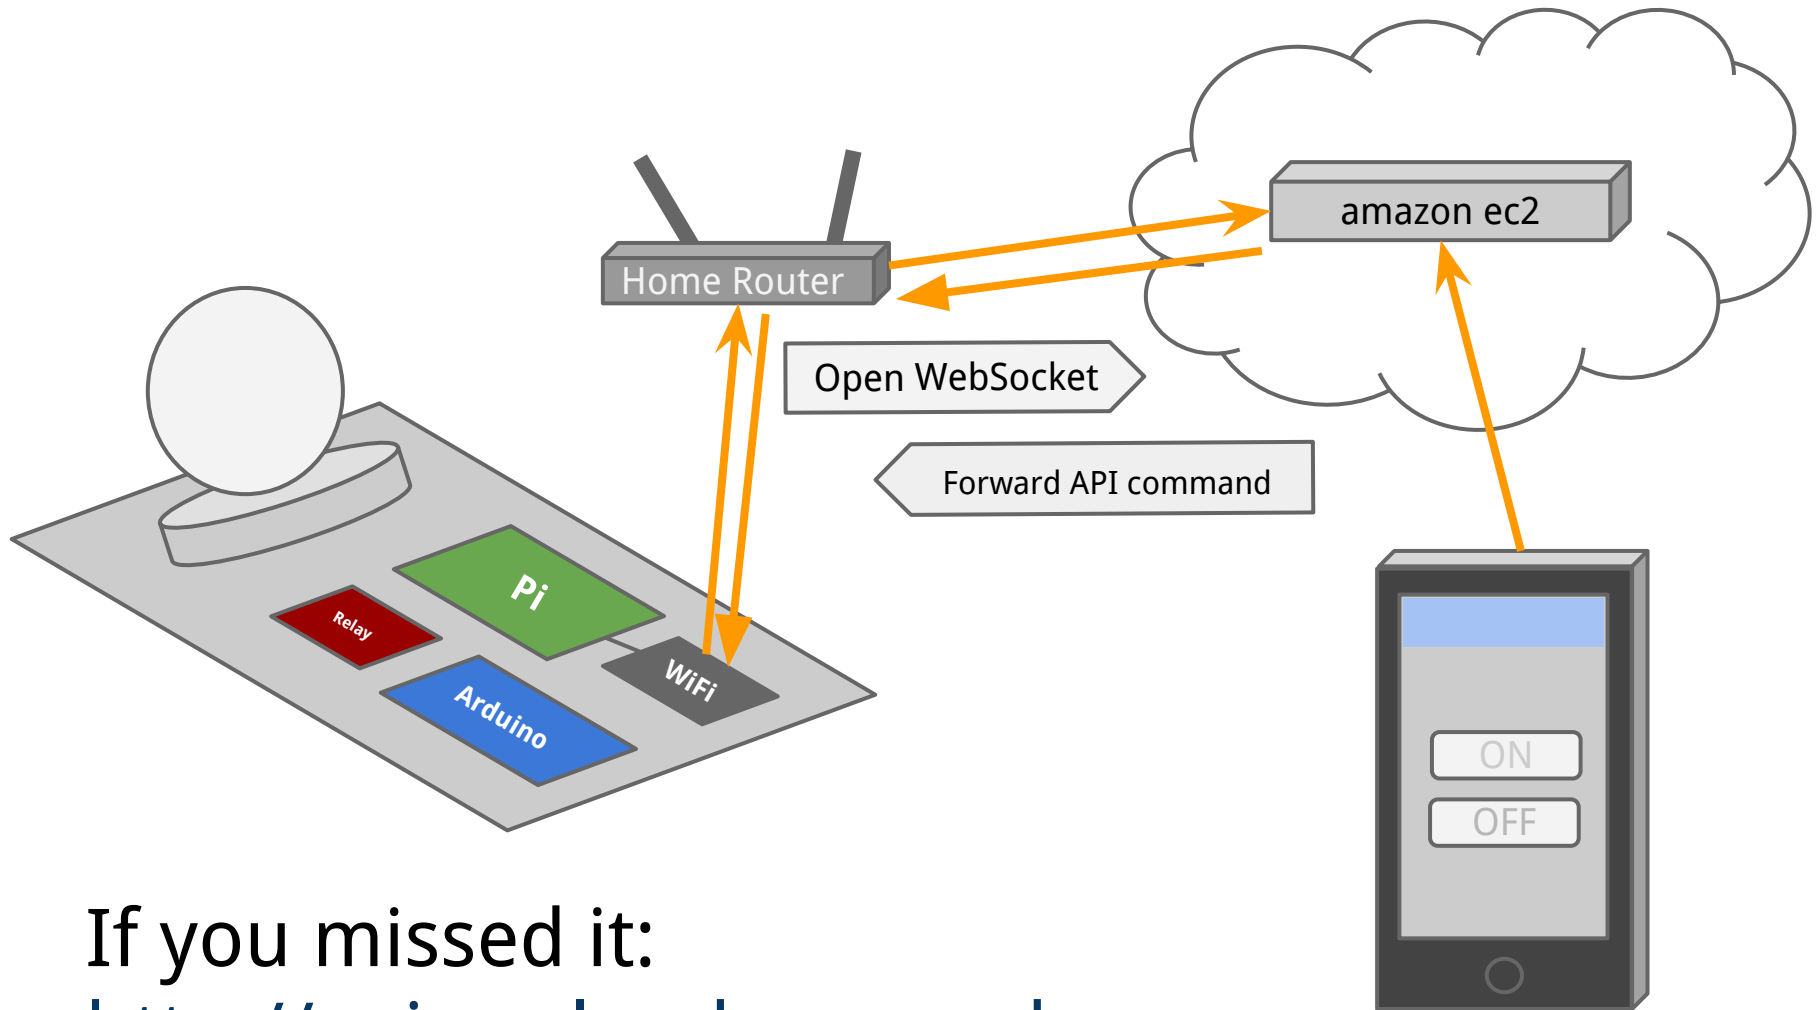 amazon ec2
Home Router
Open WebSocket
Forward API command
Pi
Relay
WiFi
Arduino
ON
OFF
If you missed it: